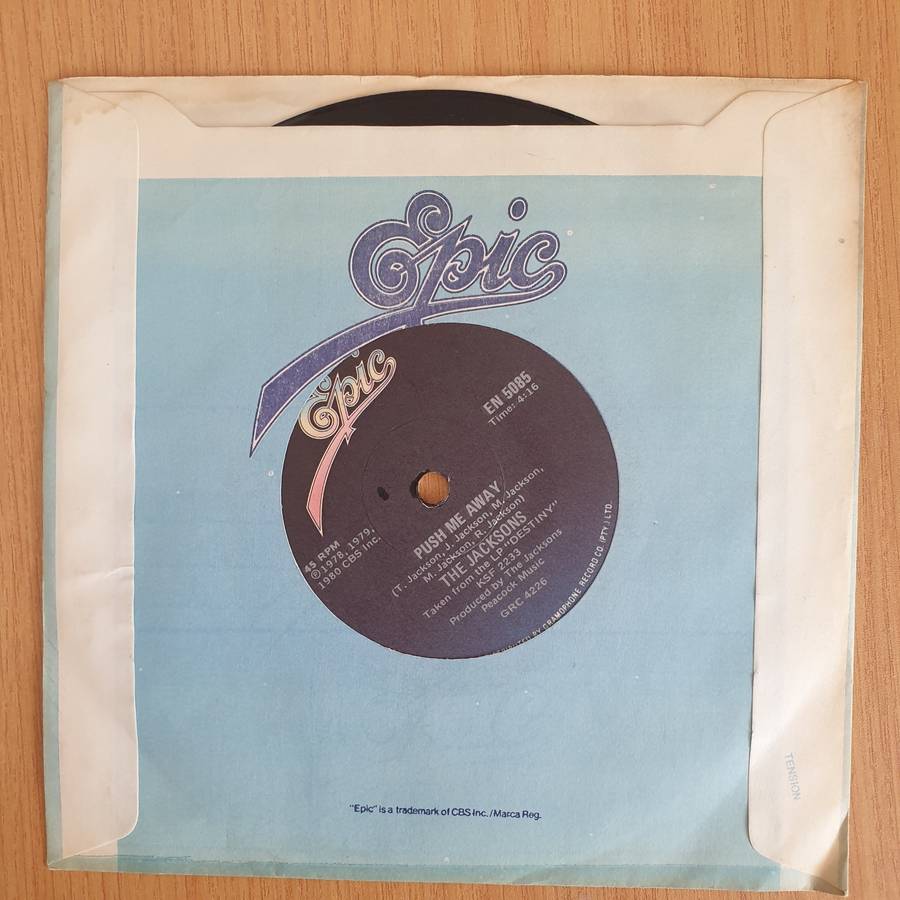 Epic
Epic
EN 5085
Time: 4:16
45 RPM
℗1978, 1979,
1980 CBS Inc.
PUSH ME AWAY
(T. Jackson, J. Jackson, M. Jackson,
M. Jackson, R. Jackson)
THE JACKSONS
Taken from the LP "DESTINY"
KSF 2233
Produced by The Jacksons
Peacock Music
GRC 4226
BY GRAMOPHONE RECORD CO. (PTY.) LTD.
TENSION
"Epic" is a trademark of CBS Inc./Marca Reg.